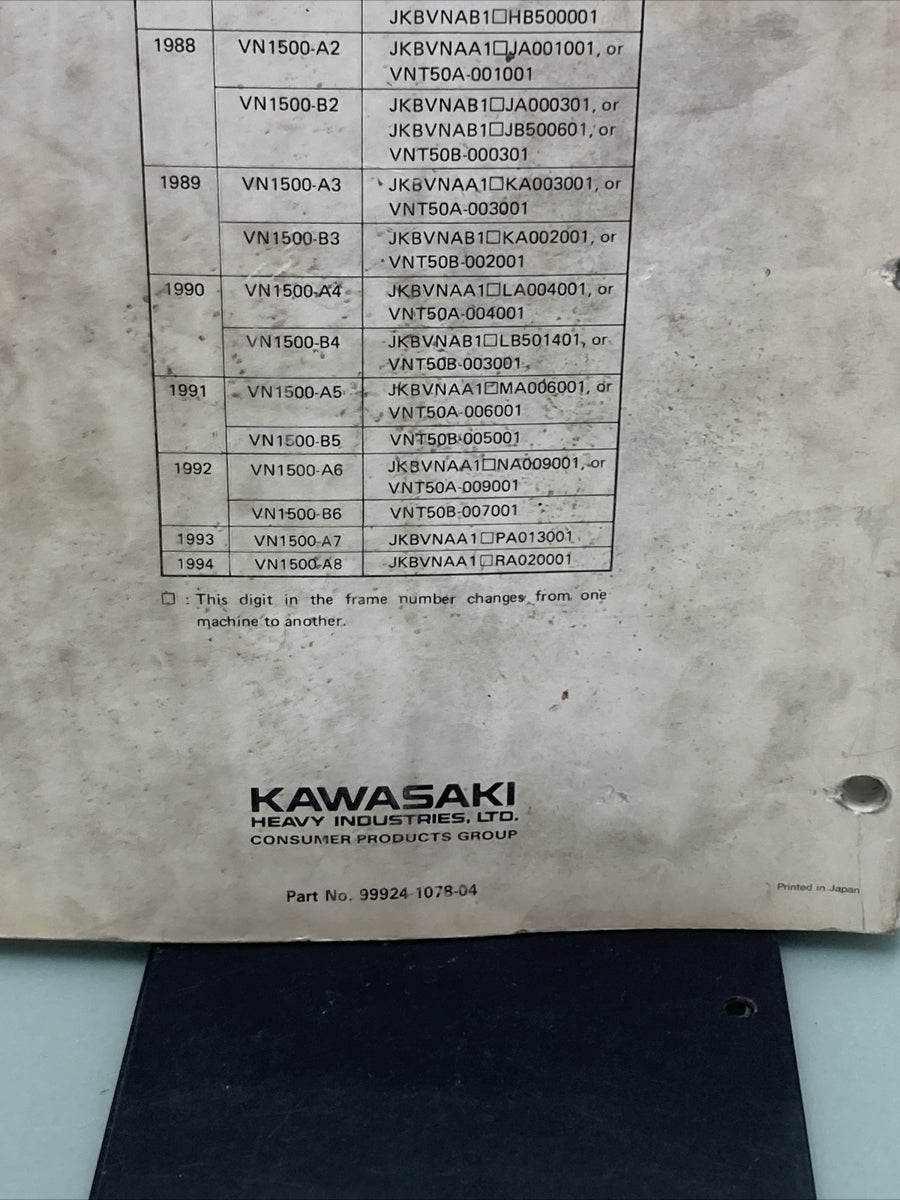 JKBVNAB1□HB500001
1988 VN1500-A2 JKBVNAA1□JA001001, or
VNT50A-001001
VN1500-B2 JKBVNAB1□JA000301, or
JKBVNAB1□JB500601, or
VNT50B-000301
1989 VN1500-A3 JKBVNAA1□KA003001, or
VNT50A-003001
VN1500-B3 JKBVNAB1□KA002001, or
VNT50B-002001
1990 VN1500-A4 JKBVNAA1□LA004001, or
VNT50A-004001
VN1500-B4 JKBVNAB1□LB501401, or
VNT50B-003001
1991 VN1500-A5 JKBVNAA1□MA006001, or
VNT50A-006001
VN1500-B5 VNT50B-005001
1992 VN1500-A6 JKBVNAA1□NA009001, or
VNT50A-009001
VN1500-B6 VNT50B-007001
1993 VN1500-A7 JKBVNAA1□PA013001
1994 VN1500-A8 JKBVNAA1□RA020001
□ : This digit in the frame number changes from one
machine to another.
KAWASAKI
HEAVY INDUSTRIES, LTD.
CONSUMER PRODUCTS GROUP
Part No. 99924-1078-04
Printed in Japan